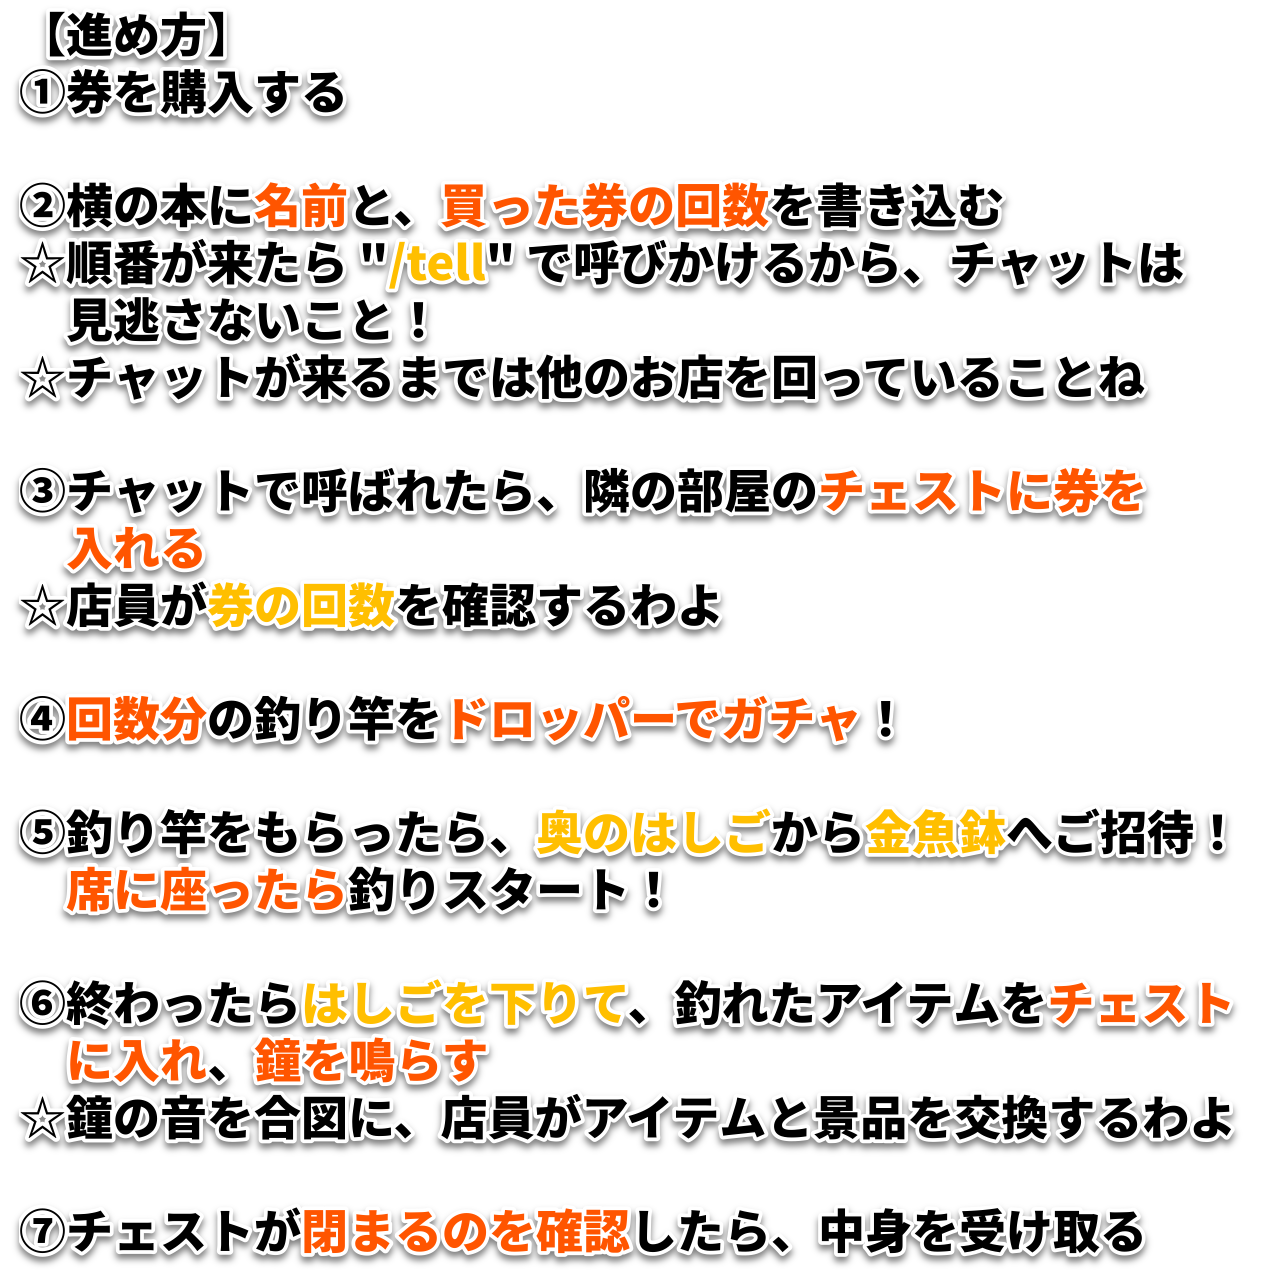 【進め方】
①券を購入する
②横の本に名前と、買った券の回数を書き込む
☆順番が来たら "/tell" で呼びかけるから、チャットは
見逃さないこと！
☆チャットが来るまでは他のお店を回っていることね
③チャットで呼ばれたら、隣の部屋のチェストに券を
入れる
☆店員が券の回数を確認するわよ
④回数分の釣り竿をドロッパーでガチャ！
⑤釣り竿をもらったら、奥のはしごから金魚鉢へご招待！
席に座ったら釣りスタート！
⑥終わったらはしごを下りて、釣れたアイテムをチェスト
に入れ、鐘を鳴らす
☆鐘の音を合図に、店員がアイテムと景品を交換するわよ
⑦チェストが閉まるのを確認したら、中身を受け取る